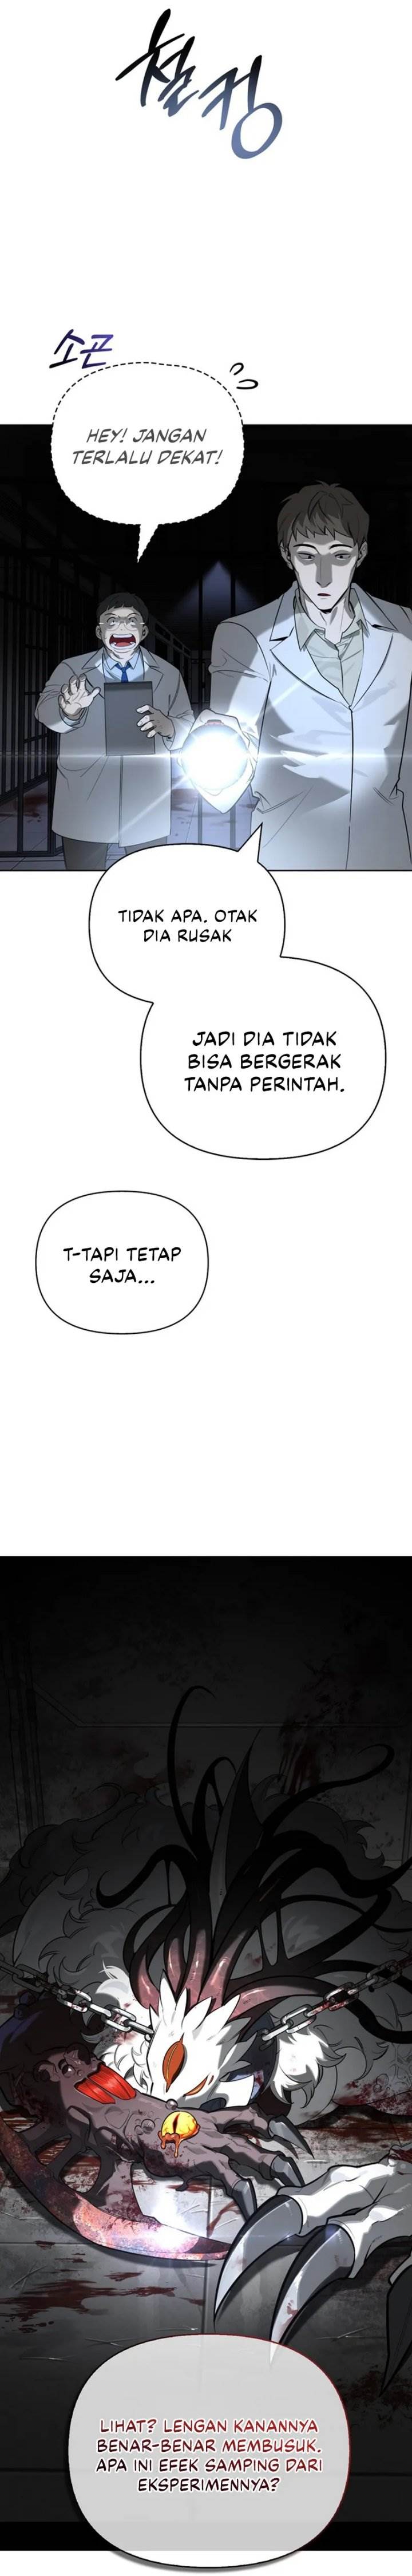 철컹
소곤
HEY! JANGAN
TERLALU DEKAT!
TIDAK APA. OTAK
DIA RUSAK
JADI DIA TIDAK
BISA BERGERAK
TANPA PERINTAH.
T-TAPI TETAP
SAJA...
LIHAT? LENGAN KANANNYA
BENAR-BENAR MEMBUSUK.
APA INI EFEK SAMPING DARI
EKSPERIMENNYA?